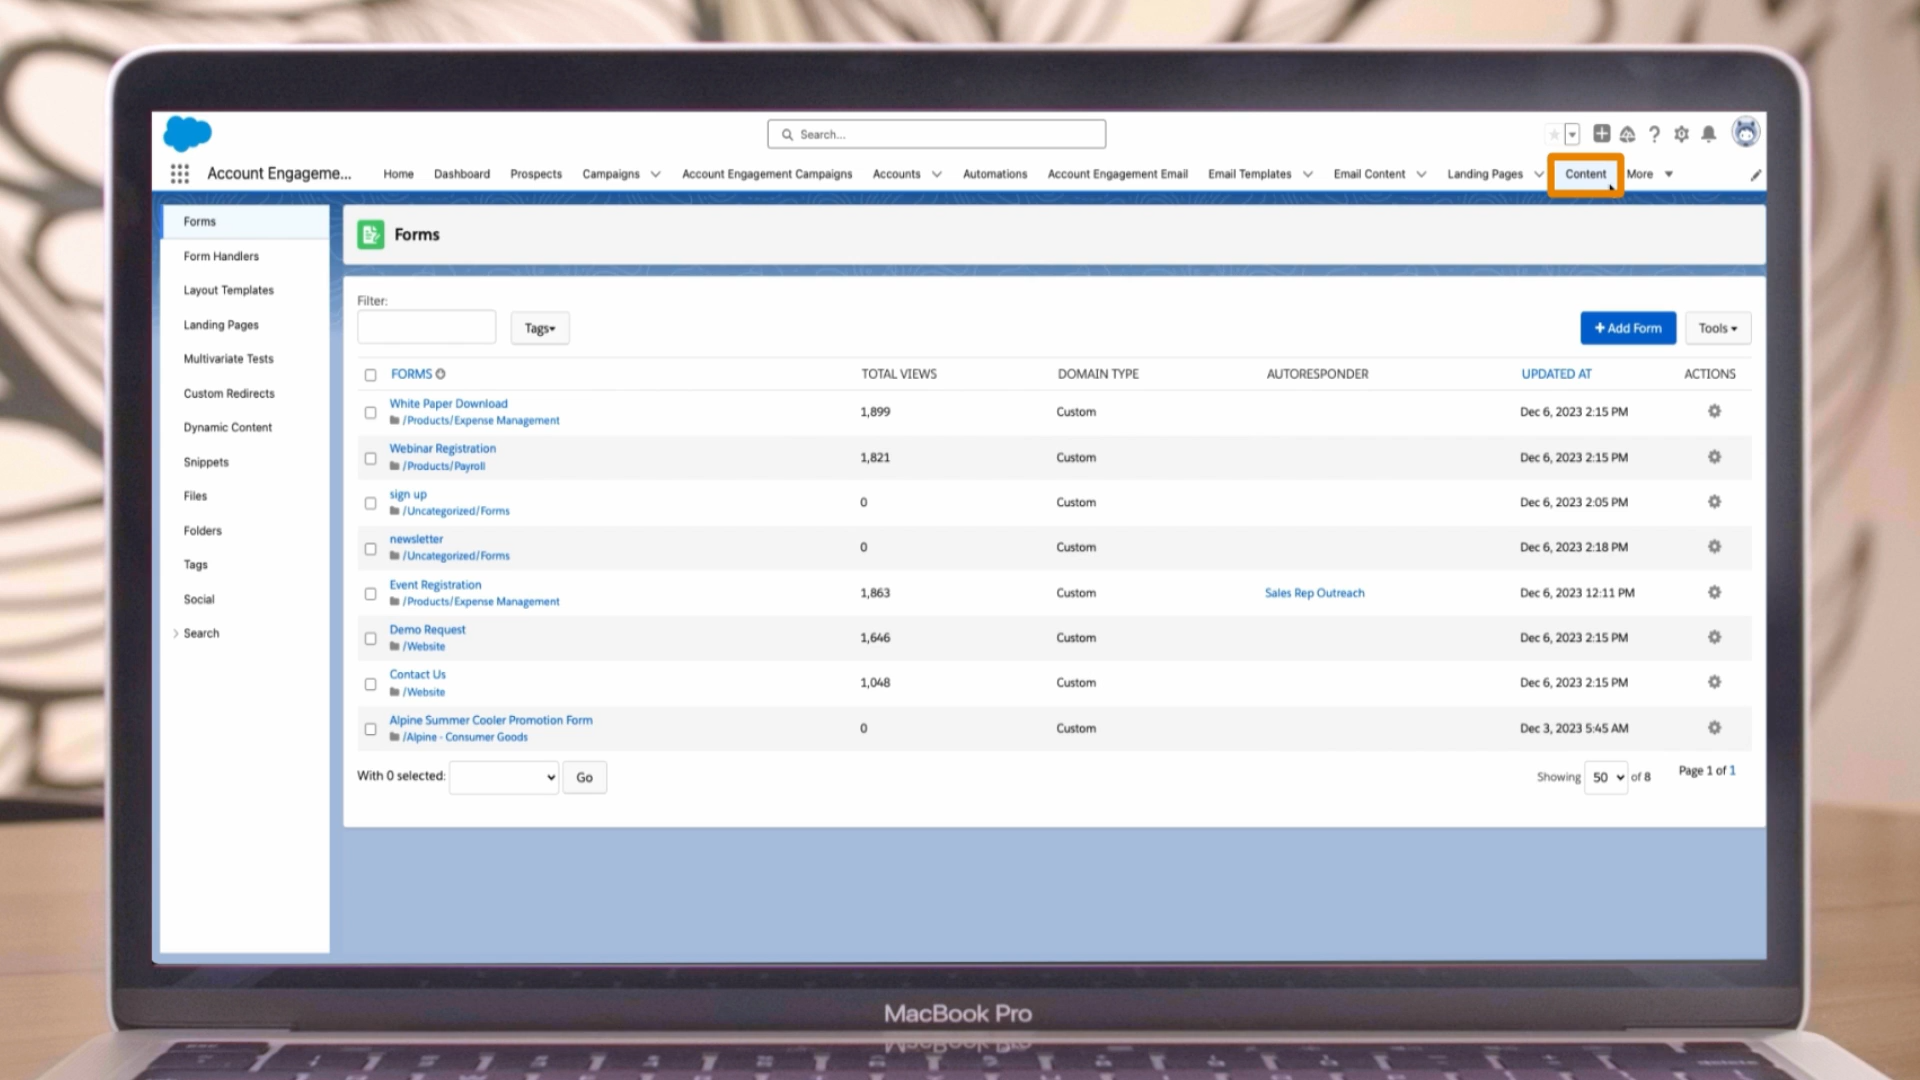 Search...
Account Engageme...
Home Dashboard Prospects Campaigns Account Engagement Campaigns Accounts Automations Account Engagement Email Email Templates Email Content Landing Pages Content More
Forms
Form Handlers
Layout Templates
Landing Pages
Multivariate Tests
Custom Redirects
Dynamic Content
Snippets
Files
Folders
Tags
Social
Search
Forms
Filter:
Tags
+ Add Form
Tools
FORMS TOTAL VIEWS DOMAIN TYPE AUTORESPONDER UPDATED AT ACTIONS
White Paper Download
/Products/Expense Management
1,899 Custom Dec 6, 2023 2:15 PM
Webinar Registration
/Products/Payroll
1,821 Custom Dec 6, 2023 2:15 PM
sign up
/Uncategorized/Forms
0 Custom Dec 6, 2023 2:05 PM
newsletter
/Uncategorized/Forms
0 Custom Dec 6, 2023 2:18 PM
Event Registration
/Products/Expense Management
1,863 Custom Sales Rep Outreach Dec 6, 2023 12:11 PM
Demo Request
/Website
1,646 Custom Dec 6, 2023 2:15 PM
Contact Us
/Website
1,048 Custom Dec 6, 2023 2:15 PM
Alpine Summer Cooler Promotion Form
/Alpine - Consumer Goods
0 Custom Dec 3, 2023 5:45 AM
With 0 selected: Go
Showing 50 of 8 Page 1 of 1
MacBook Pro